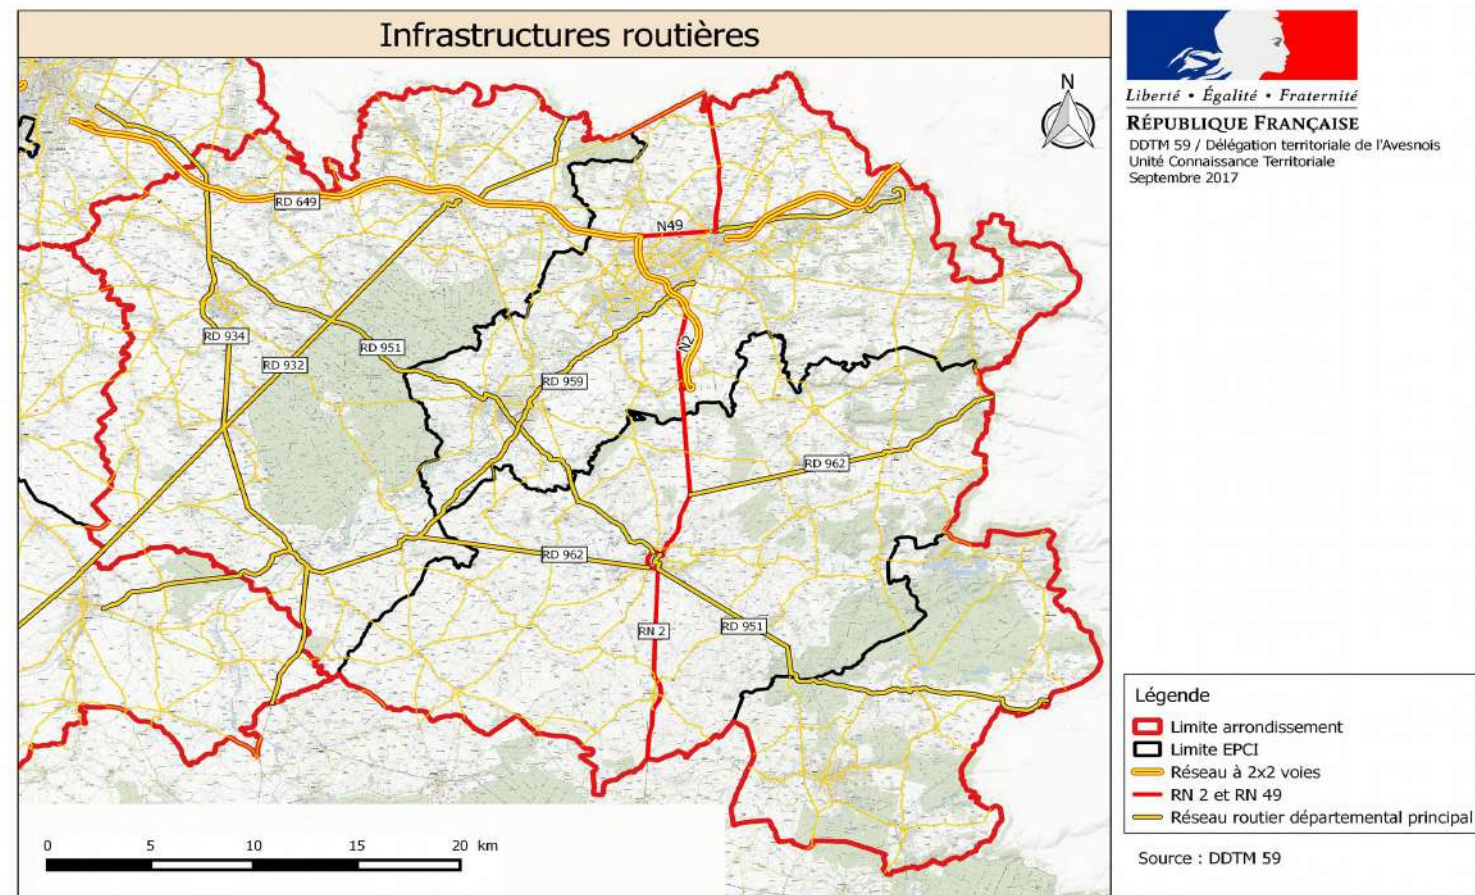 Infrastructures routières
N
Liberté • Égalité • Fraternité
RÉPUBLIQUE FRANÇAISE
DDTM 59 / Délégation territoriale de l'Avesnois
Unité Connaissance Territoriale
Septembre 2017
RD 649
N49
RD 934
RD 932
RD 951
RD 959
N2
RD 962
RD 962
RD 951
RN 2
0 5 10 15 20 km
Légende
Limite arrondissement
Limite EPCI
Réseau à 2x2 voies
RN 2 et RN 49
Réseau routier départemental principal
Source : DDTM 59